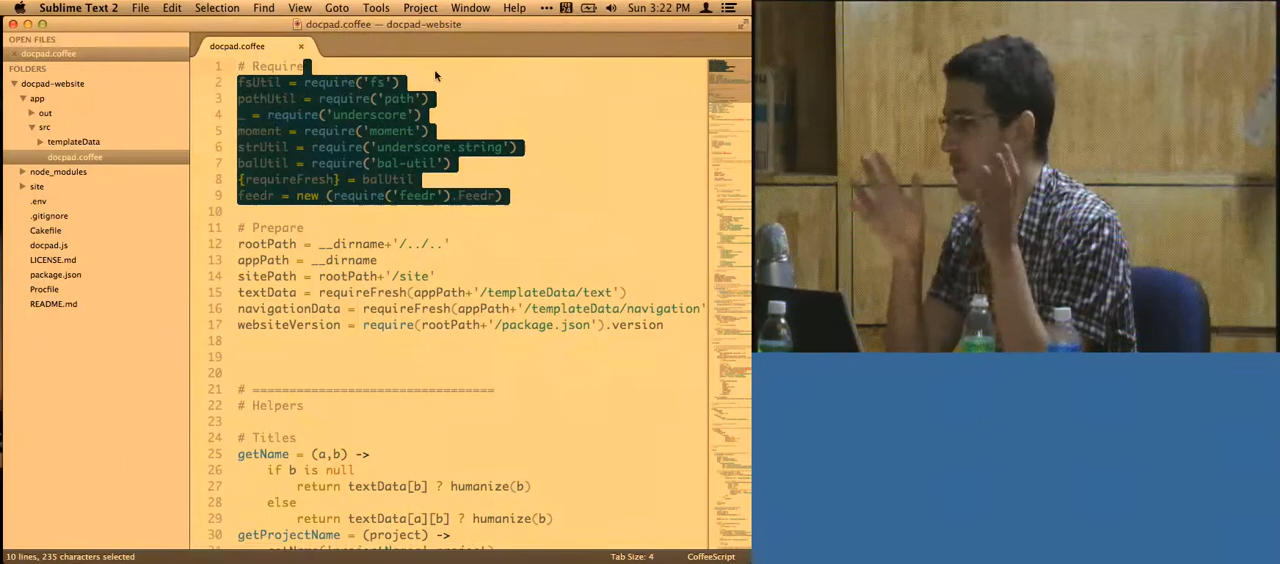 Sublime Text 2 File Edit Selection Find View Goto Tools Project Window Help Sun 3:22 PM
docpad.coffee — docpad-website
OPEN FILES
docpad.coffee
FOLDERS
docpad-website
app
out
src
templateData
docpad.coffee
node_modules
site
.env
.gitignore
Cakefile
docpad.js
LICENSE.md
package.json
Procfile
README.md
docpad.coffee
1 # Require
2 fsUtil = require('fs')
3 pathUtil = require('path')
4 _ = require('underscore')
5 moment = require('moment')
6 strUtil = require('underscore.string')
7 balUtil = require('bal-util')
8 {requireFresh} = balUtil
9 feedr = new (require('feedr').Feedr)
10
11 # Prepare
12 rootPath = __dirname+'/../..'
13 appPath = __dirname
14 sitePath = rootPath+'/site'
15 textData = requireFresh(appPath+'/templateData/text')
16 navigationData = requireFresh(appPath+'/templateData/navigation'
17 websiteVersion = require(rootPath+'/package.json').version
18
19
20
21 # =================================
22 # Helpers
23
24 # Titles
25 getName = (a,b) ->
26 if b is null
27 return textData[b] ? humanize(b)
28 else
29 return textData[a][b] ? humanize(b)
30 getProjectName = (project) ->
10 lines, 235 characters selected
Tab Size: 4
CoffeeScript